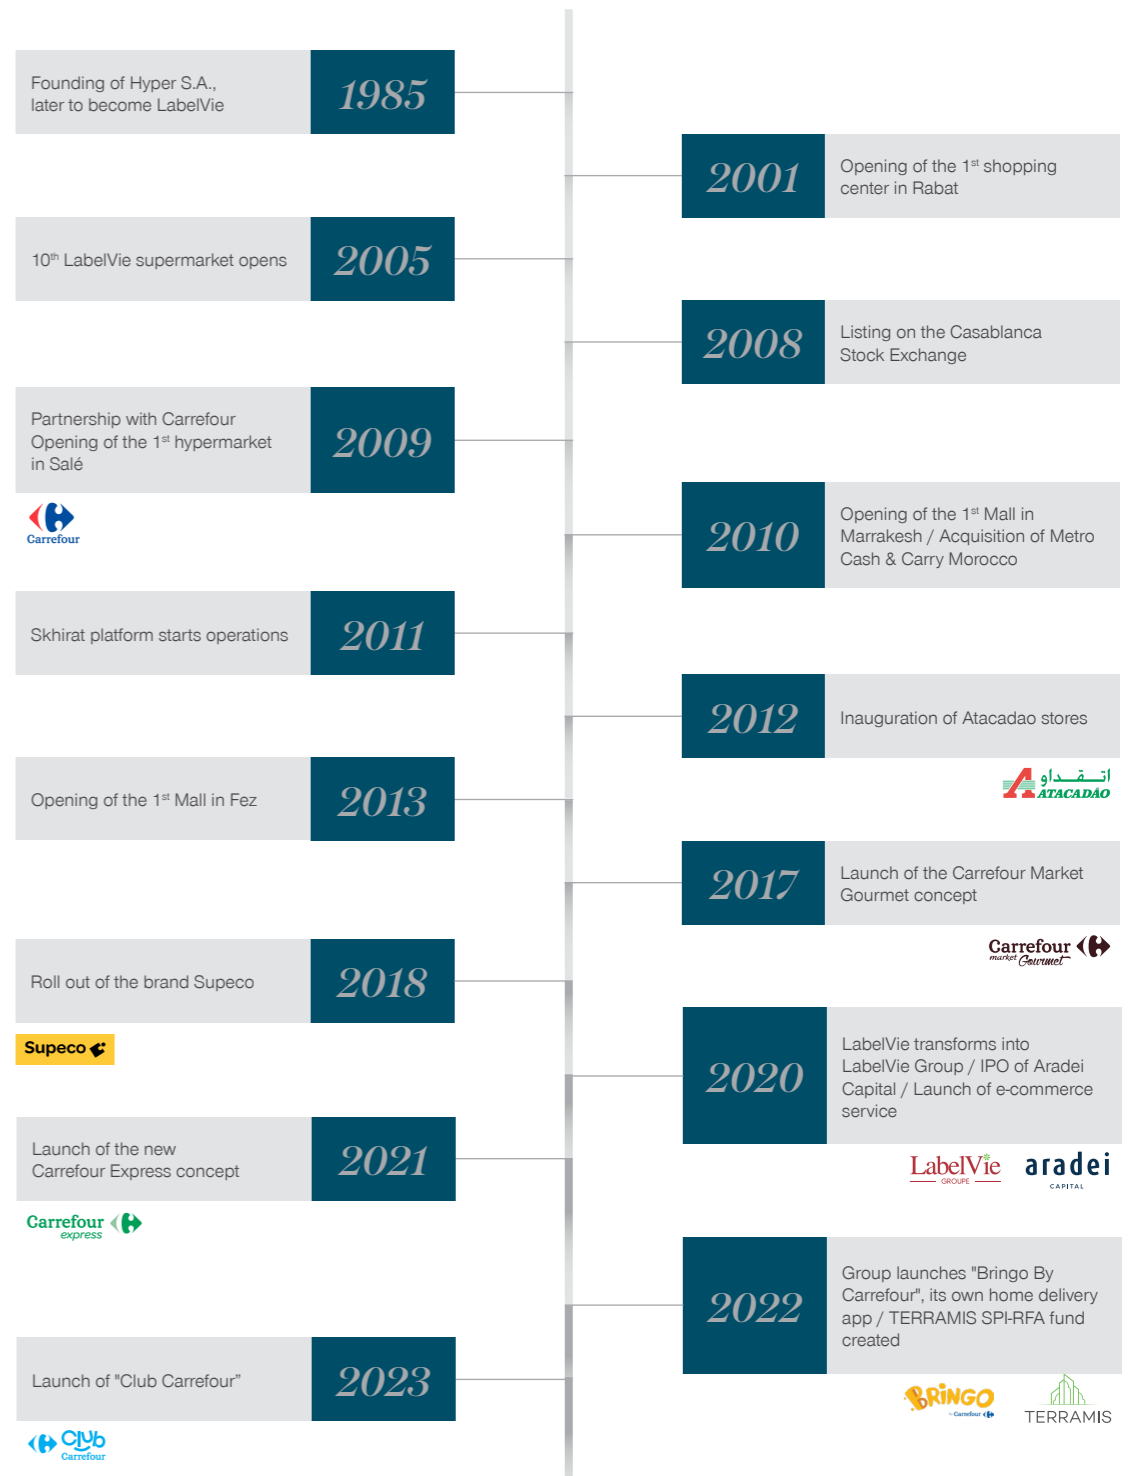 Founding of Hyper S.A.,
later to become LabelVie
1985
2001
Opening of the 1st shopping
center in Rabat
10th LabelVie supermarket opens
2005
2008
Listing on the Casablanca
Stock Exchange
Partnership with Carrefour
Opening of the 1st hypermarket
in Salé
2009
Carrefour
2010
Opening of the 1st Mall in
Marrakesh / Acquisition of Metro
Cash & Carry Morocco
Skhirat platform starts operations
2011
2012
Inauguration of Atacadao stores
اتـقـــداو
ATACADÃO
Opening of the 1st Mall in Fez
2013
2017
Launch of the Carrefour Market
Gourmet concept
Carrefour
market Gourmet
Roll out of the brand Supeco
2018
Supeco
2020
LabelVie transforms into
LabelVie Group / IPO of Aradei
Capital / Launch of e-commerce
service
LabelVie
GROUPE
aradei
CAPITAL
Launch of the new
Carrefour Express concept
2021
Carrefour
express
2022
Group launches "Bringo By
Carrefour", its own home delivery
app / TERRAMIS SPI-RFA fund
created
BRINGO
by Carrefour
TERRAMIS
Launch of "Club Carrefour”
2023
Club
Carrefour